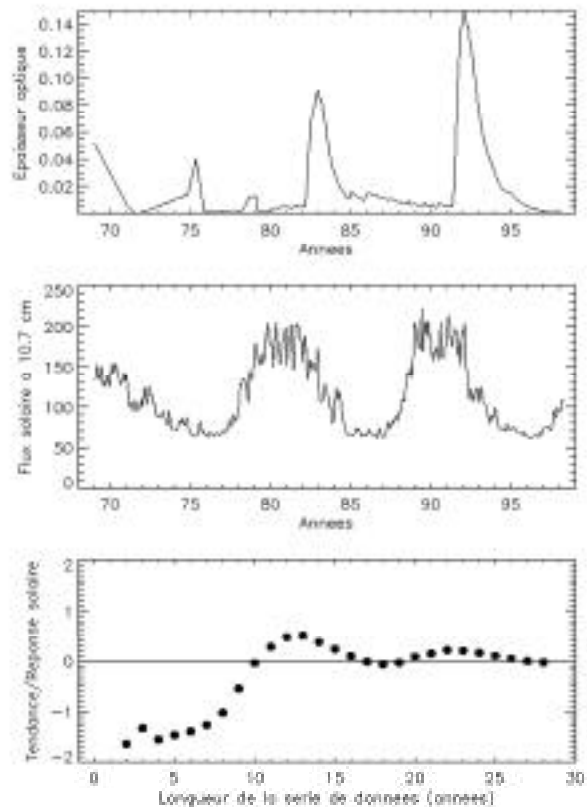 Épaisseur optique
0.14
0.12
0.10
0.08
0.06
0.04
0.02
70 75 80 85 90 95
Annees
Flux solaire a 10.7 cm
250
200
150
100
50
0
70 75 80 85 90 95
Annees
Tendance/Reponse solaire
2
1
0
-1
-2
0 5 10 15 20 25 30
Longueur de la serie de donnees (annees)